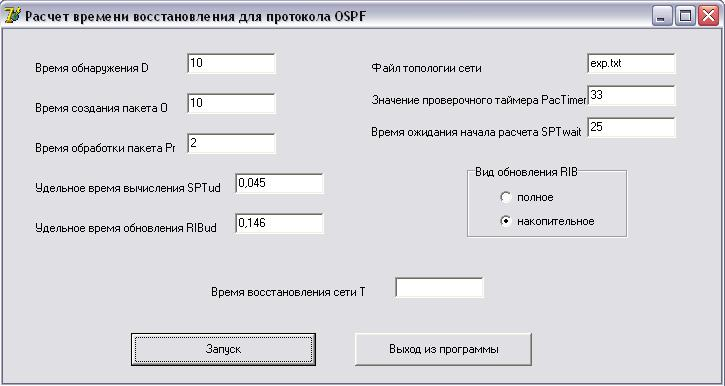 Расчет времени восстановления для протокола OSPF
Время обнаружения D 10
Файл топологии сети exp.txt
Время создания пакета O 10
Значение проверочного таймера PacTimer 33
Время обработки пакета Pr 2
Время ожидания начала расчета SPTwait 25
Удельное время вычисления SPTud 0,045
Вид обновления RIB
полное
Удельное время обновления RIBud 0,146
накопительное
Время восстановления сети T
Запуск
Выход из программы